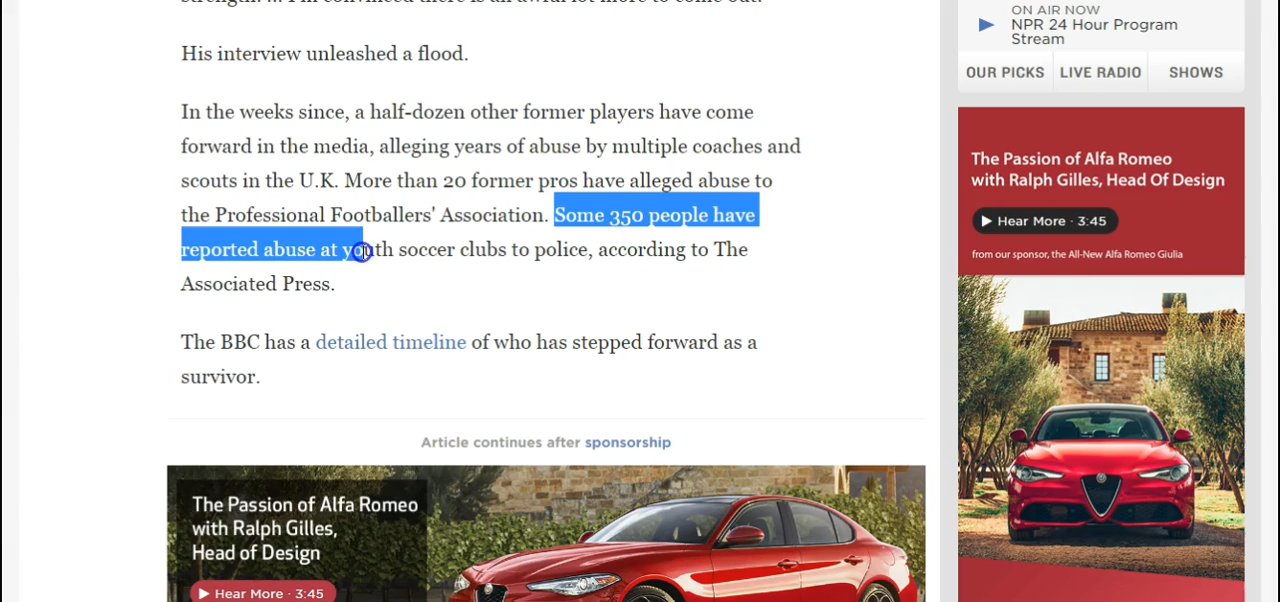 strength. ... I'm convinced there is an awful lot more to come out."
His interview unleashed a flood.
In the weeks since, a half-dozen other former players have come
forward in the media, alleging years of abuse by multiple coaches and
scouts in the U.K. More than 20 former pros have alleged abuse to
the Professional Footballers' Association. Some 350 people have
reported abuse at youth soccer clubs to police, according to The
Associated Press.
The BBC has a detailed timeline of who has stepped forward as a
survivor.
Article continues after sponsorship
The Passion of Alfa Romeo
with Ralph Gilles,
Head of Design
Hear More · 3:45
ON AIR NOW
NPR 24 Hour Program
Stream
OUR PICKS
LIVE RADIO
SHOWS
The Passion of Alfa Romeo
with Ralph Gilles, Head Of Design
Hear More · 3:45
from our sponsor, the All-New Alfa Romeo Giulia